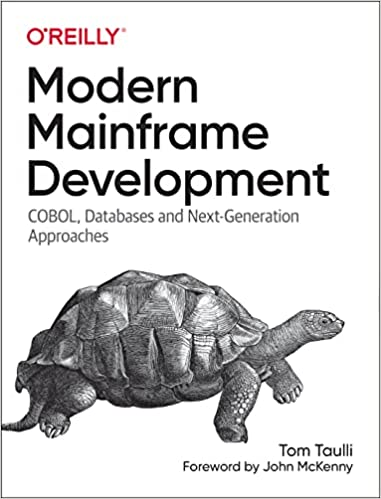 O'REILLY®
Modern
Mainframe
Development
COBOL, Databases and Next-Generation
Approaches
Tom Taulli
Foreword by John McKenny